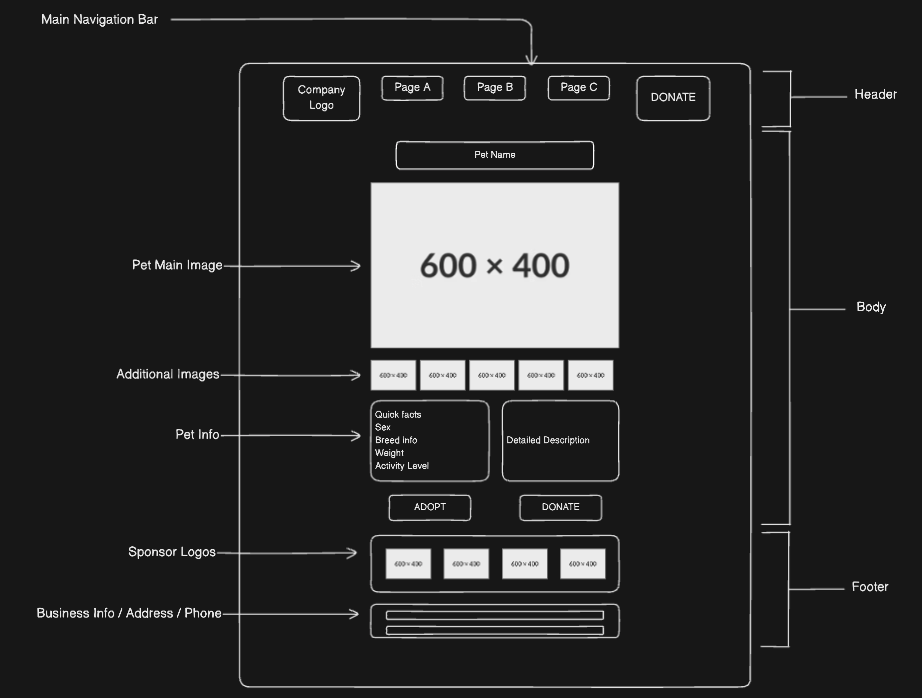 Main Navigation Bar
Company
Logo
Page A
Page B
Page C
DONATE
Header
Pet Name
600 × 400
Pet Main Image
Body
Additional Images
600 × 400
600 × 400
600 × 400
600 × 400
600 × 400
Pet Info
Quick facts
Sex
Breed info
Weight
Activity Level
Detailed Description
ADOPT
DONATE
Sponsor Logos
600 × 400
600 × 400
600 × 400
600 × 400
Footer
Business Info / Address / Phone